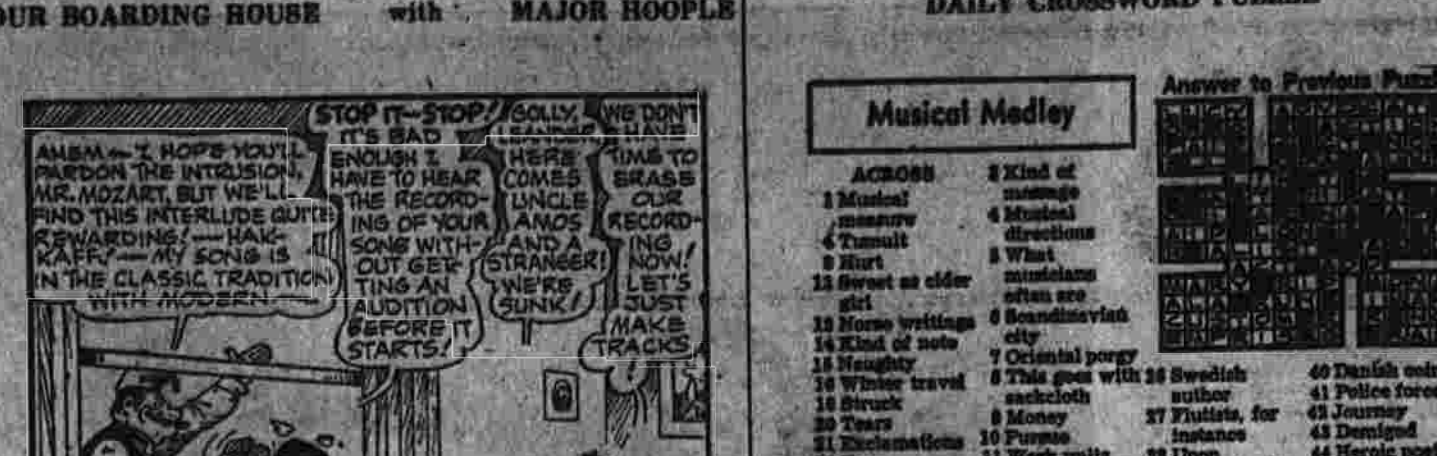 OUR BOARDING HOUSE with MAJOR HOOPLE
AHEM — I HOPE YOU'LL
PARDON THE INTRUSION,
MR. MOZART, BUT WE'LL
FIND THIS INTERLUDE QUITE
REWARDING! — HAK-
KAFF! — MY SONG IS
IN THE CLASSIC TRADITION
WITH MODERN —
STOP IT—STOP!
IT'S BAD
ENOUGH I
HAVE TO HEAR
THE RECORD-
ING OF YOUR
SONG WITH-
OUT GET-
TING AN
AUDITION
BEFORE IT
STARTS!
GOLLY,
LEANDER
HERE
COMES
UNCLE
AMOS
AND A
STRANGER!
WE'RE
SUNK!
WE DON'T
HAVE
TIME TO
ERASE
OUR
RECORD-
ING
NOW!
LET'S
JUST
MAKE
TRACKS
DAILY CROSSWORD PUZZLE
Musical Medley
ACROSS
1 Musical
measure
6 Tumult
9 Hurt
12 Sweet as cider
girl
13 Norse writings
14 Kind of note
15 Naughty
16 Winter travel
18 Struck
20 Tears
21 Exclamations
3 Kind of
message
4 Musical
directions
5 What
musicians
often are
6 Scandinavian
city
7 Oriental porgy
8 This goes with
sackcloth
9 Money
10 Pursue
Answer to Previous
26 Swedish
author
27 Flutists, for
instance
40 Danish
41 Police
42 Journey
43 Demigod
44 Heroic